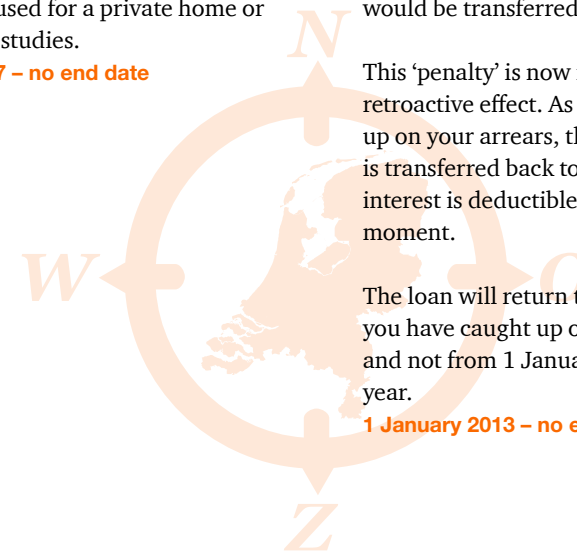 used for a private home or
studies.
7 – no end date
would be transferred
This ‘penalty’ is now
retroactive effect. As
up on your arrears,
is transferred back to
interest is deductible
moment.
The loan will return
you have caught up
and not from 1
year.
1 January 2013 – no
N
W
Z